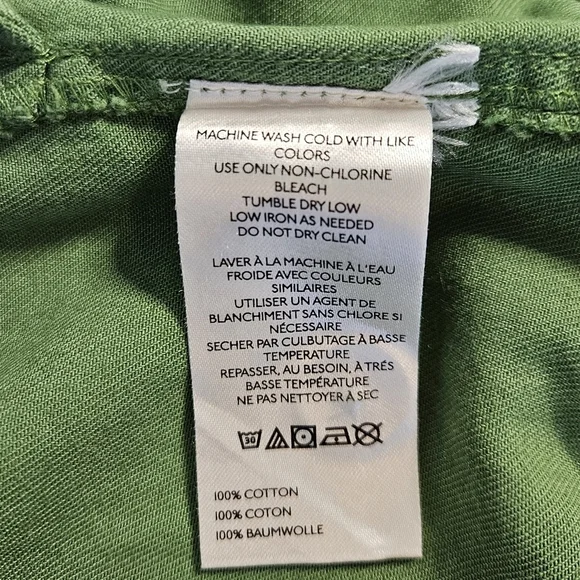 MACHINE WASH COLD WITH LIKE
COLORS
USE ONLY NON-CHLORINE
BLEACH
TUMBLE DRY LOW
LOW IRON AS NEEDED
DO NOT DRY CLEAN
LAVER À LA MACHINE À L'EAU
FROIDE AVEC COULEURS
SIMILAIRES
UTILISER UN AGENT DE
BLANCHIMENT SANS CHLORE SI
NÉCESSAIRE
SECHER PAR CULBUTAGE À BASSE
TEMPERATURE
REPASSER, AU BESOIN, À TRÉS
BASSE TEMPÉRATURE
NE PAS NETTOYER À SEC
30
100% COTTON
100% COTON
100% BAUMWOLLE